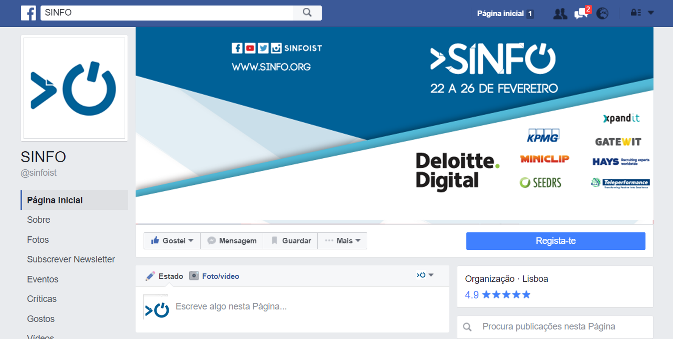 SINFO
Página inicial 1
2
SINFOIST
WWW.SINFO.ORG
SINFO
22 A 26 DE FEVEREIRO
xpandit
KPMG
GATEWIT
Deloitte.
Digital
MINICLIP
HAYS Recruiting experts worldwide
SEEDRS
Teleperformance
SINFO
@sinfoist
Página inicial
Sobre
Fotos
Subscrever Newsletter
Eventos
Críticas
Gostos
Vídeos
Gostei
Mensagem
Guardar
Mais
Regista-te
Estado
Foto/vídeo
Escreve algo nesta Página...
Organização · Lisboa
4.9 ★★★★★
Procura publicações nesta Página